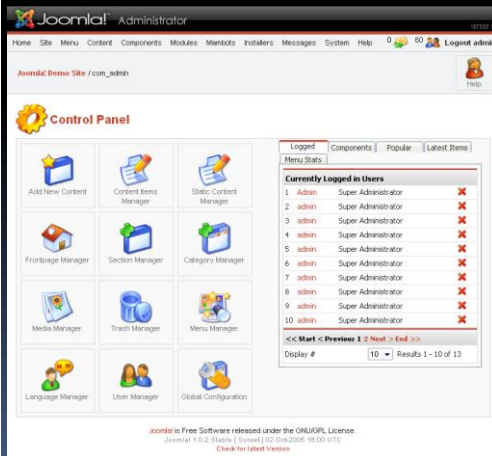 Joomla! Administrator
version
Home Site Menu Content Components Modules Mambots Installers Messages System Help 0 60 Logout admi
Joomla! Demo Site / com_admin
Help
Control Panel
Logged Components Popular Latest Items
Menu Stats
Currently Logged in Users
1 Admin Super Administrator
2 admin Super Administrator
3 admin Super Administrator
4 admin Super Administrator
5 admin Super Administrator
6 admin Super Administrator
7 admin Super Administrator
8 admin Super Administrator
9 admin Super Administrator
10 admin Super Administrator
<< Start < Previous 1 2 Next > End >>
Display # 10 Results 1 - 10 of 13
Add New Content
Content Items Manager
Static Content Manager
Frontpage Manager
Section Manager
Category Manager
Media Manager
Trash Manager
Menu Manager
Language Manager
User Manager
Global Configuration
Joomla! is Free Software released under the GNU/GPL License.
Joomla! 1.0.2 Stable [ Sunset ] 02-Oct-2005 16:00 UTC
Check for latest Version